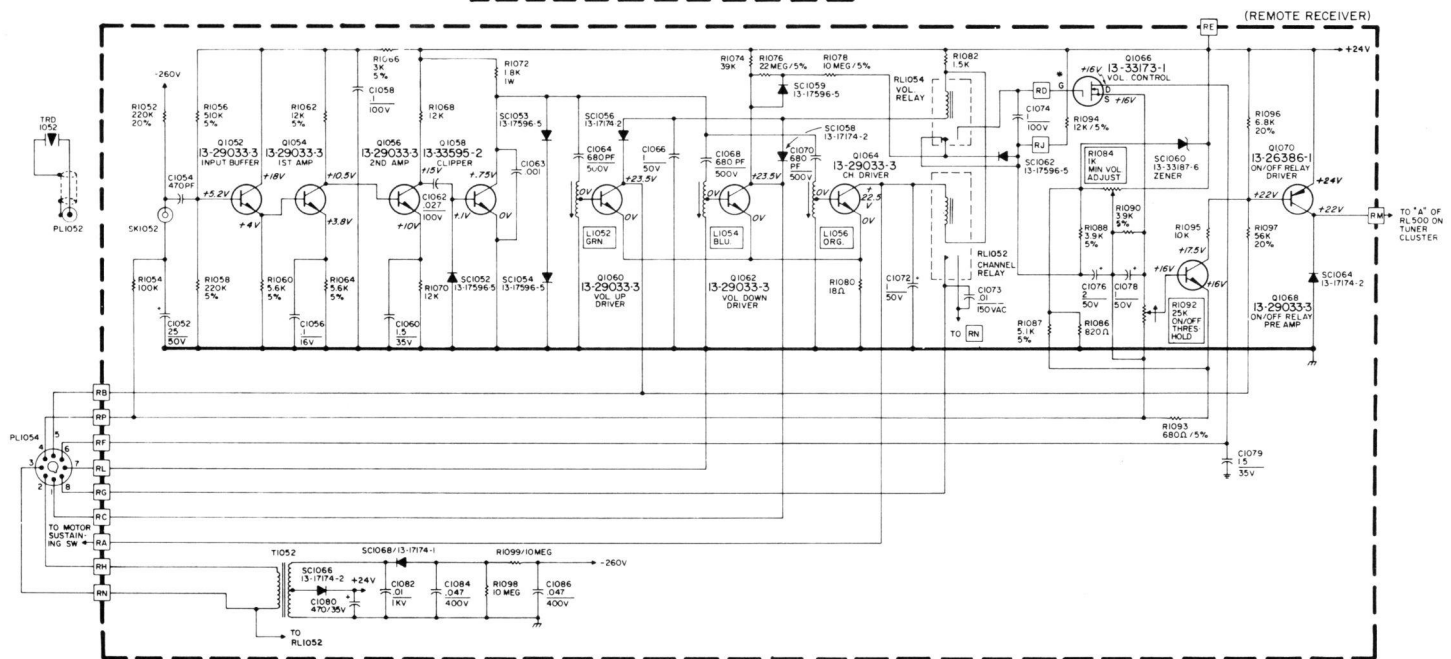 (REMOTE RECEIVER)
RE
+24V
-260V
R1052
220K
20%
R1056
510K
5%
R1062
12K
5%
R1066
3K
5%
C1058
1
100V
R1068
12K
R1072
1.8K
1W
R1074
39K
R1076
22 MEG/5%
R1078
10 MEG/5%
SC1059
13-17596-5
R1082
1.5K
RL1054
VOL.
RELAY
RD
RJ
C1074
1
100V
*
G
D
S
+16V
+16V
Q1066
13-33173-1
VOL. CONTROL
R1094
12K/5%
SC1060
13-33187-6
ZENER
R1096
6.8K
20%
Q1070
13-26386-1
ON/OFF RELAY
DRIVER
+24V
+22V
+22V
RM
TO "A" OF
RL500 ON
TUNER
CLUSTER
TRD
1052
PL1052
C1054
470PF
SK1052
+5.2V
Q1052
13-29033-3
INPUT BUFFER
+18V
+4V
Q1054
13-29033-3
1ST AMP
+10.5V
+3.8V
Q1056
13-29033-3
2ND AMP
+15V
+10V
C1062
.027
100V
Q1058
13-33595-2
CLIPPER
+.1V
+.75V
0V
C1063
.001
SC1053
13-17596-5
SC1056
13-17174-2
C1064
680PF
500V
C1066
1
50V
+23.5V
0V
0V
C1068
680 PF
500V
+23.5V
0V
0V
SC1058
13-17174-2
C1070
680
PF
500V
Q1064
13-29033-3
CH DRIVER
+
22.5
V
0V
0V
SC1062
13-17596-5
R1084
1K
MIN VOL
ADJUST
R1054
100K
R1058
220K
5%
R1060
5.6K
5%
R1064
5.6K
5%
R1070
12K
SC1052
13-17596-5
SC1054
13-17596-5
L1052
GRN
L1054
BLU.
L1056
ORG.
Q1060
13-29033-3
VOL UP
DRIVER
Q1062
13-29033-3
VOL DOWN
DRIVER
R1080
18Ω
C1072
1
50V
RL1052
CHANNEL
RELAY
C1073
.01
150VAC
TO RN
R1088
3.9K
5%
R1090
3.9K
5%
C1076
2
50V
C1078
1
50V
R1087
5.1K
5%
R1086
820Ω
R1095
10K
+17.5V
+16V
+16V
R1092
25K
ON/OFF
THRES-
HOLD
R1097
56K
20%
SC1064
13-17174-2
Q1068
13-29033-3
ON/OFF RELAY
PRE AMP
C1052
25
50V
C1056
.1
16V
C1060
1.5
35V
RB
RP
RF
RL
RG
RC
RA
RH
RN
PL1054
1
2
3
4
5
6
7
8
TO MOTOR
SUSTAIN-
ING SW
R1093
680Ω/5%
C1079
15
35V
T1052
SC1066
13-17174-2
+24V
C1080
470/35V
SC1068/13-17174-1
C1082
.01
1KV
C1084
.047
400V
R1099/10MEG
R1098
10 MEG
C1086
.047
400V
-260V
TO
RL1052